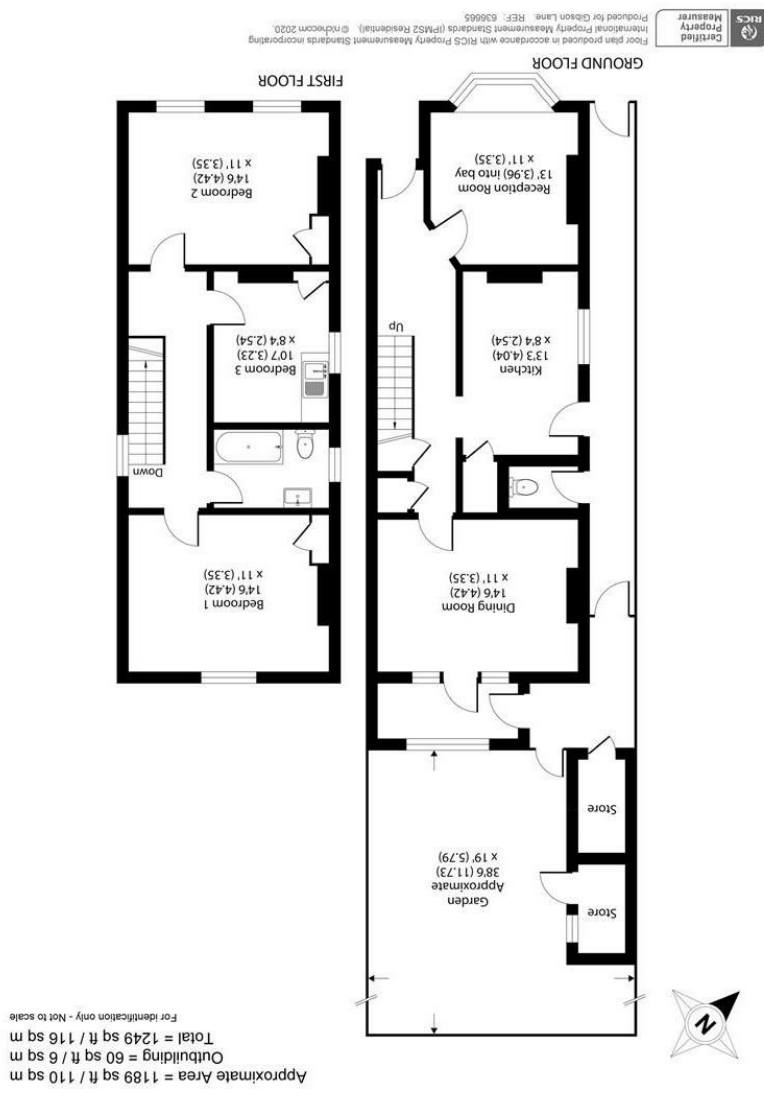 Approximate Area = 1189 sq ft / 110 sq m
Outbuilding = 60 sq ft / 6 sq m
Total = 1249 sq ft / 116 sq m
For identification only - Not to scale
N
Store
Store
Garden
Approximate
38'6 (11.73)
x 19' (5.79)
Dining Room
14'6 (4.42)
x 11' (3.35)
Kitchen
13'3 (4.04)
x 8'4 (2.54)
Up
Reception Room
13' (3.96) into bay
x 11' (3.35)
GROUND FLOOR
Bedroom 1
14'6 (4.42)
x 11' (3.35)
Down
Bedroom 3
10'7 (3.23)
x 8'4 (2.54)
Bedroom 2
14'6 (4.42)
x 11' (3.35)
FIRST FLOOR
RICS
Certified
Property
Measurer
Floor plan produced in accordance with RICS Property Measurement Standards incorporating
International Property Measurement Standards (IPMS2 Residential). ©nichecom 2020.
Produced for Gibson Lane. REF: 636665